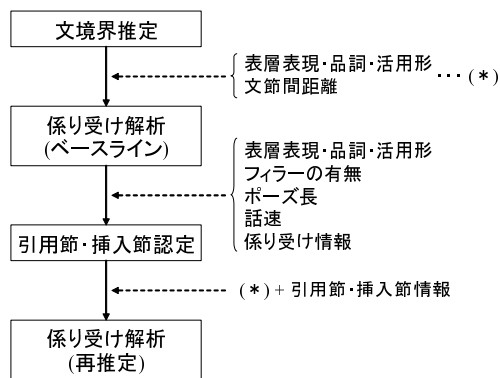 文境界推定
表層表現・品詞・活用形
文節間距離
… (*)
係り受け解析
(ベースライン)
表層表現・品詞・活用形
フィラーの有無
ポーズ長
話速
係り受け情報
引用節・挿入節認定
(*) + 引用節・挿入節情報
係り受け解析
(再推定)